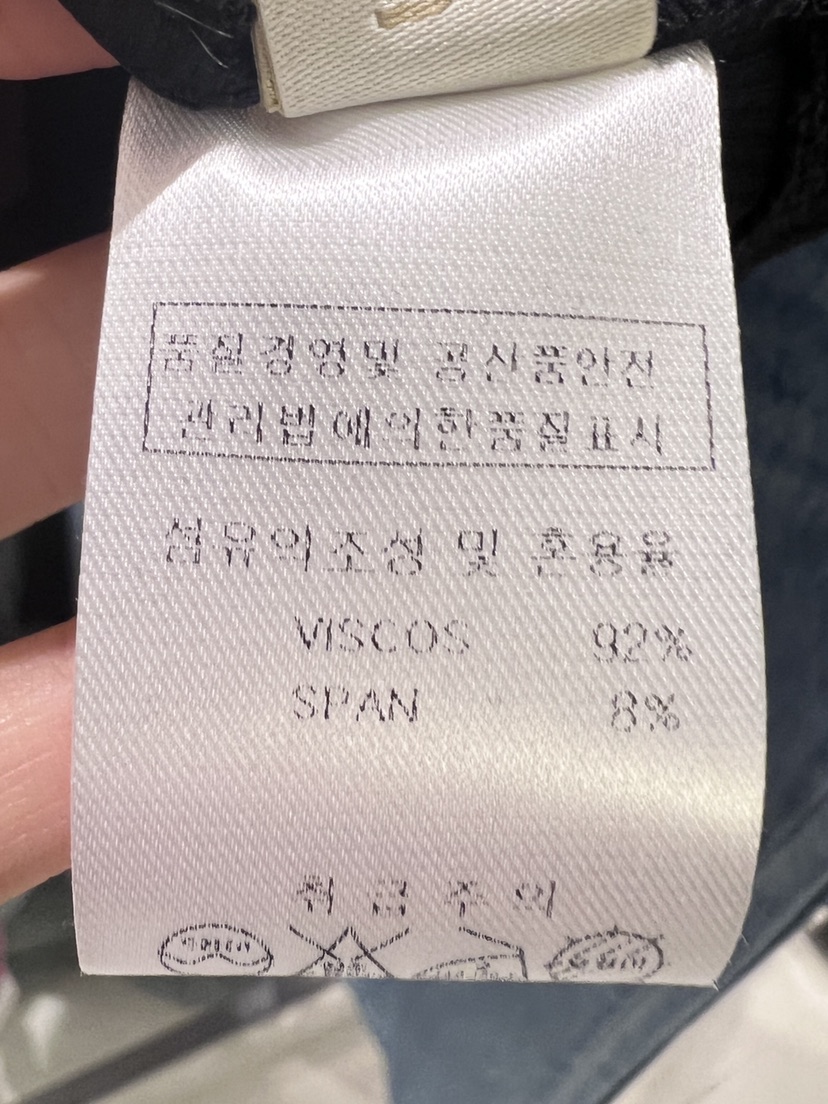 품질경영및 공산품안전
관리법에의한품질표시
섬유의조성 및 혼용율
VISCOS 92%
SPAN 8%
취급주의